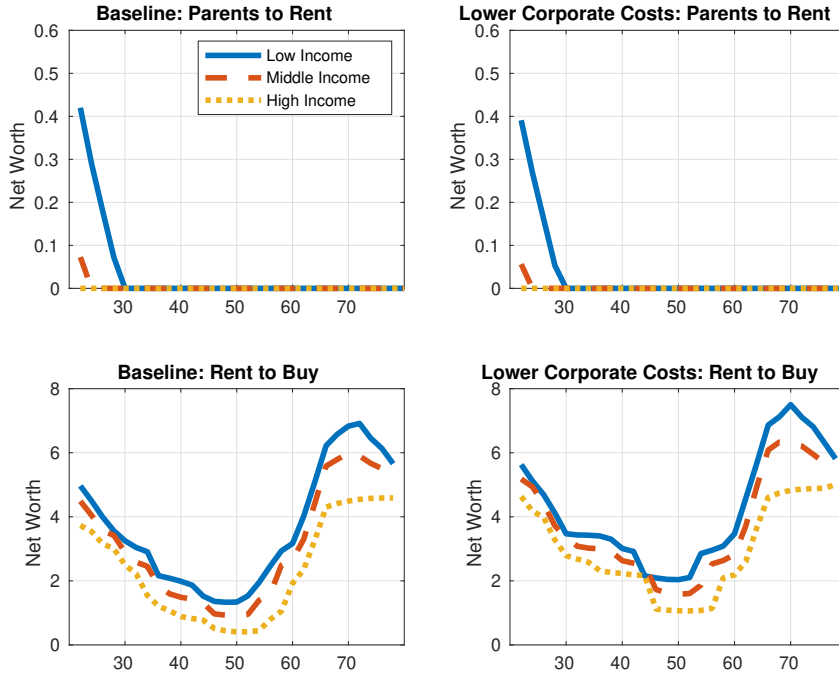 Baseline: Parents to Rent
0.6
0.5
0.4
0.3
0.2
0.1
0
Net Worth
30 40 50 60 70
Low Income
Middle Income
High Income
Lower Corporate Costs: Parents to Rent
0.6
0.5
0.4
0.3
0.2
0.1
0
Net Worth
30 40 50 60 70
Baseline: Rent to Buy
8
6
4
2
0
Net Worth
30 40 50 60 70
Lower Corporate Costs: Rent to Buy
8
6
4
2
0
Net Worth
30 40 50 60 70